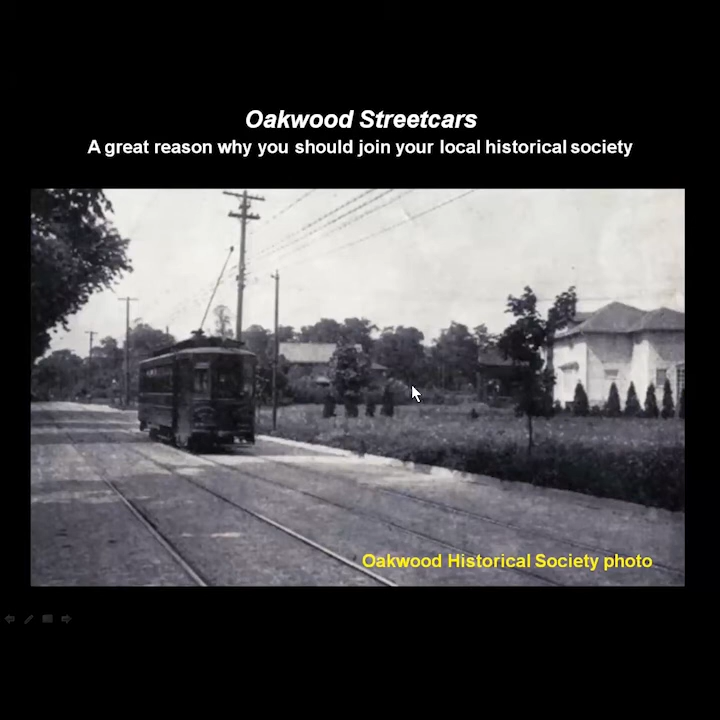 Oakwood Streetcars
A great reason why you should join your local historical society
Oakwood Historical Society photo